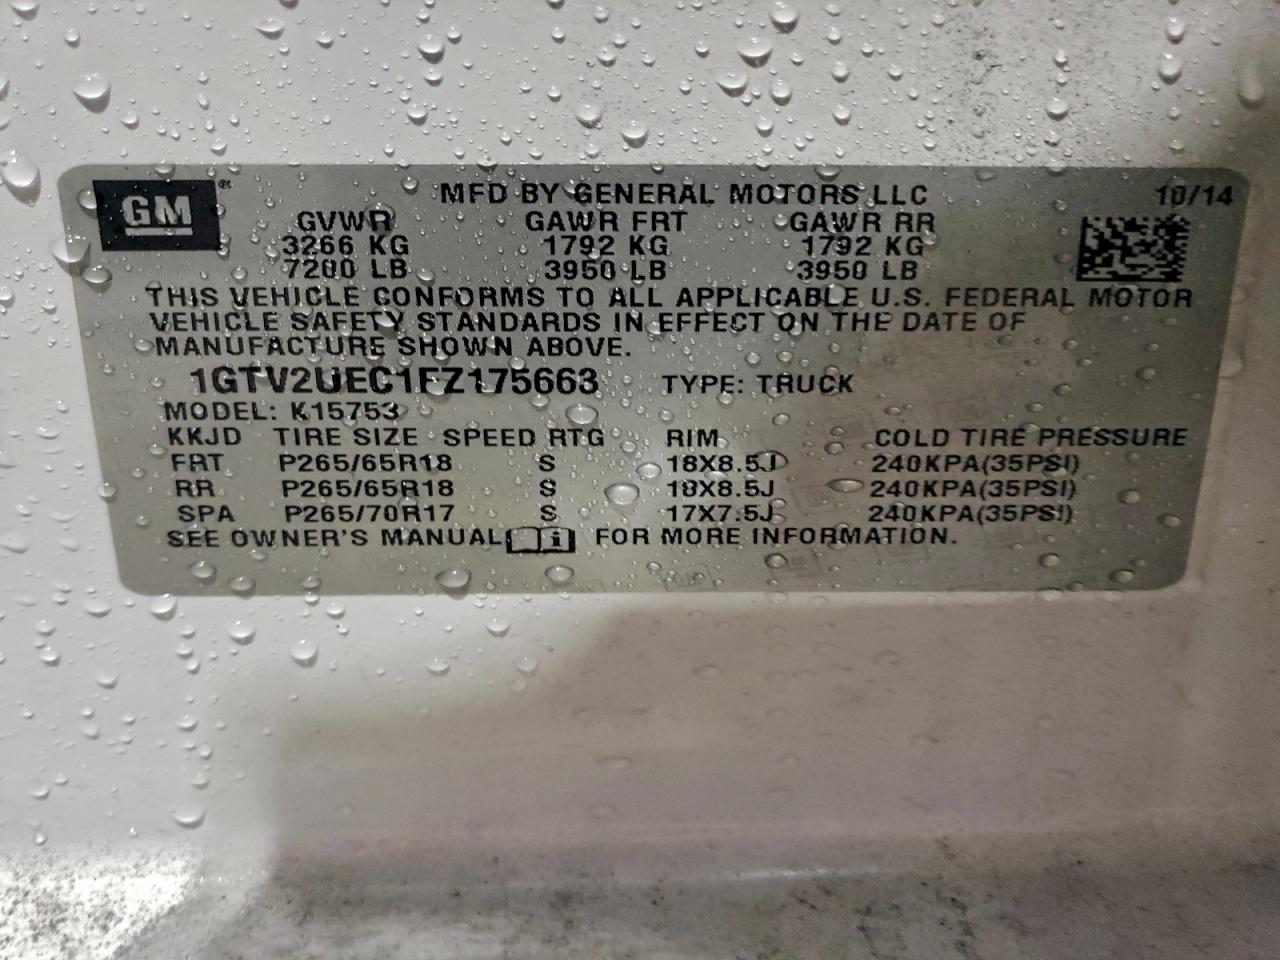 GM®
MFD BY GENERAL MOTORS LLC 10/14
GVWR GAWR FRT GAWR RR
3266 KG 1792 KG 1792 KG
7200 LB 3950 LB 3950 LB
THIS VEHICLE CONFORMS TO ALL APPLICABLE U.S. FEDERAL MOTOR
VEHICLE SAFETY STANDARDS IN EFFECT ON THE DATE OF
MANUFACTURE SHOWN ABOVE.
1GTV2UEC1FZ175663 TYPE: TRUCK
MODEL: K15753
KKJD TIRE SIZE SPEED RTG RIM COLD TIRE PRESSURE
FRT P265/65R18 S 18X8.5J 240KPA(35PSI)
RR P265/65R18 S 18X8.5J 240KPA(35PSI)
SPA P265/70R17 S 17X7.5J 240KPA(35PSI)
SEE OWNER'S MANUAL i FOR MORE INFORMATION.